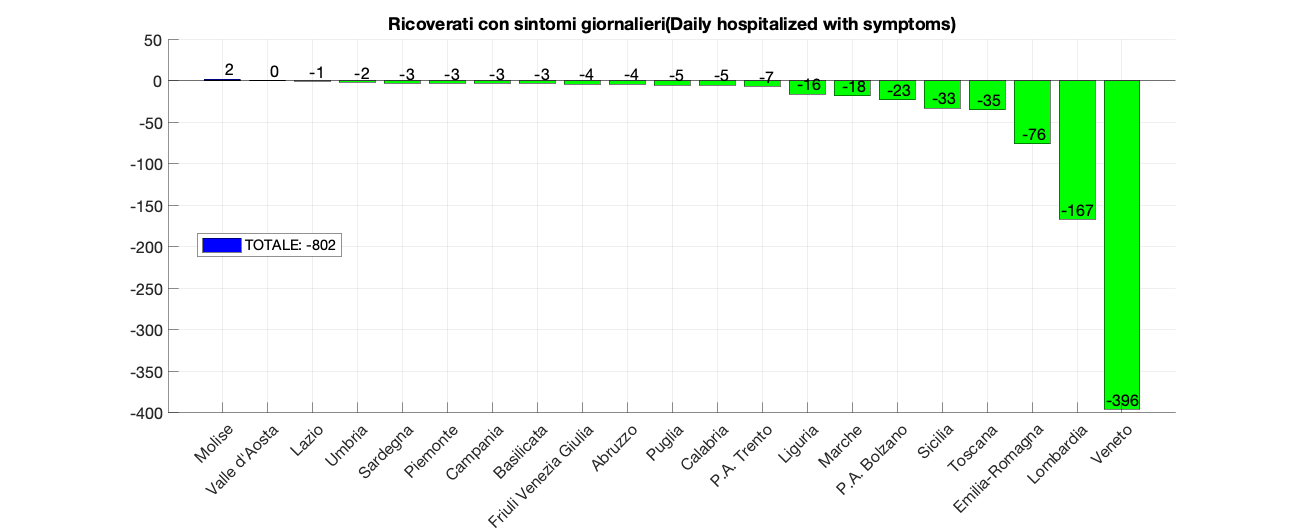 Ricoverati con sintomi giornalieri(Daily hospitalized with symptoms)
50
0
-50
-100
-150
-200
-250
-300
-350
-400
2
0
-1
-2
-3
-3
-3
-3
-4
-4
-5
-5
-7
-16
-18
-23
-33
-35
-76
-167
-396
TOTALE: -802
Molise
Valle d'Aosta
Lazio
Umbria
Sardegna
Piemonte
Campania
Basilicata
Friuli Venezia Giulia
Abruzzo
Puglia
Calabria
P.A. Trento
Liguria
Marche
P.A. Bolzano
Sicilia
Toscana
Emilia-Romagna
Lombardia
Veneto